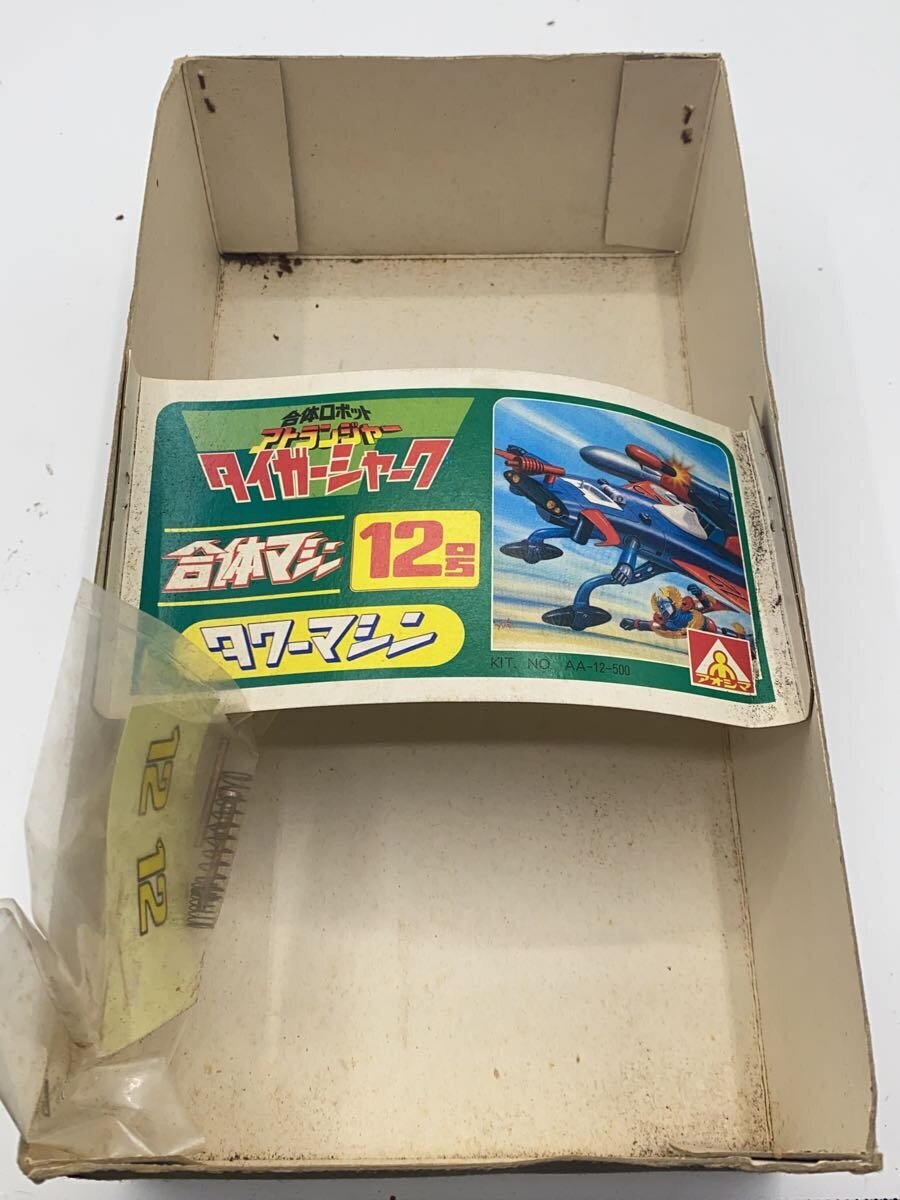 合体ロボット
アトランジャー
タイガーシャーク
合体マシン
12号
タワーマシン
KIT. NO. AA-12-500
アオシマ
12 12